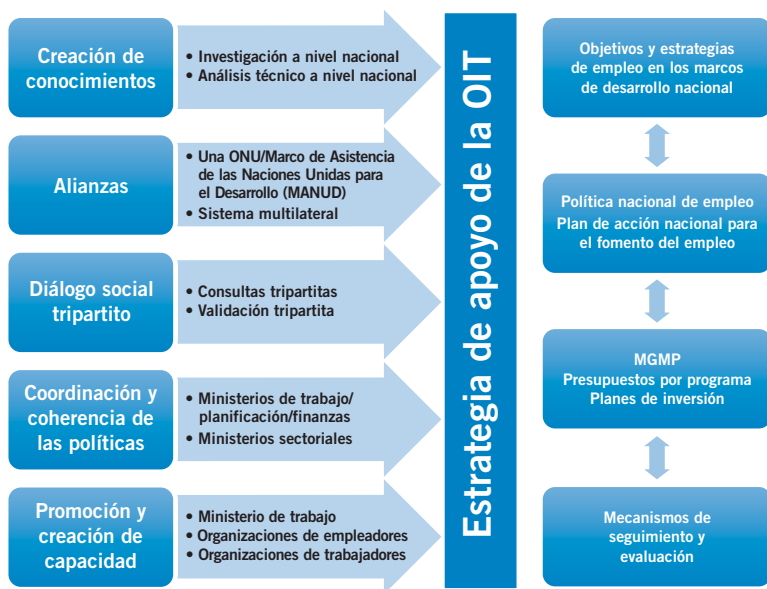 Creación de
conocimientos
• Investigación a nivel nacional
• Análisis técnico a nivel nacional
Alianzas
• Una ONU/Marco de Asistencia
de las Naciones Unidas para
el Desarrollo (MANUD)
• Sistema multilateral
Diálogo social
tripartito
• Consultas tripartitas
• Validación tripartita
Coordinación y
coherencia de
las políticas
• Ministerios de trabajo/
planificación/finanzas
• Ministerios sectoriales
Promoción y
creación de
capacidad
• Ministerio de trabajo
• Organizaciones de empleadores
• Organizaciones de trabajadores
Estrategia de apoyo de la OIT
Objetivos y estrategias
de empleo en los marcos
de desarrollo nacional
Política nacional de empleo
Plan de acción nacional para
el fomento del empleo
MGMP
Presupuestos por programa
Planes de inversión
Mecanismos de
seguimiento y
evaluación